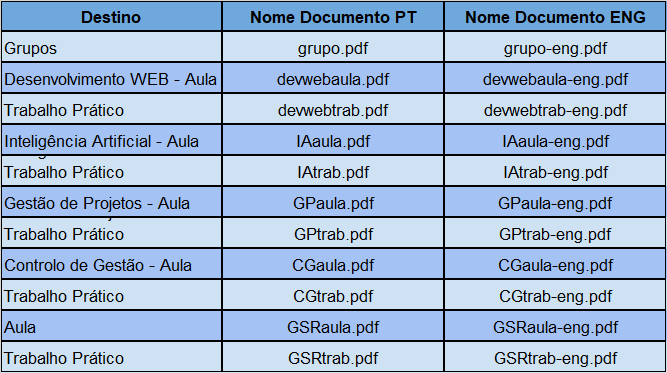 Destino Nome Documento PT Nome Documento ENG
Grupos grupo.pdf grupo-eng.pdf
Desenvolvimento WEB - Aula devwebaula.pdf devwebaula-eng.pdf
Trabalho Prático devwebtrab.pdf devwebtrab-eng.pdf
Inteligência Artificial - Aula IAaula.pdf IAaula-eng.pdf
Trabalho Prático IAtrab.pdf IAtrab-eng.pdf
Gestão de Projetos - Aula GPaula.pdf GPaula-eng.pdf
Trabalho Prático GPtrab.pdf GPtrab-eng.pdf
Controlo de Gestão - Aula CGaula.pdf CGaula-eng.pdf
Trabalho Prático CGtrab.pdf CGtrab-eng.pdf
Aula GSRaula.pdf GSRaula-eng.pdf
Trabalho Prático GSRtrab.pdf GSRtrab-eng.pdf